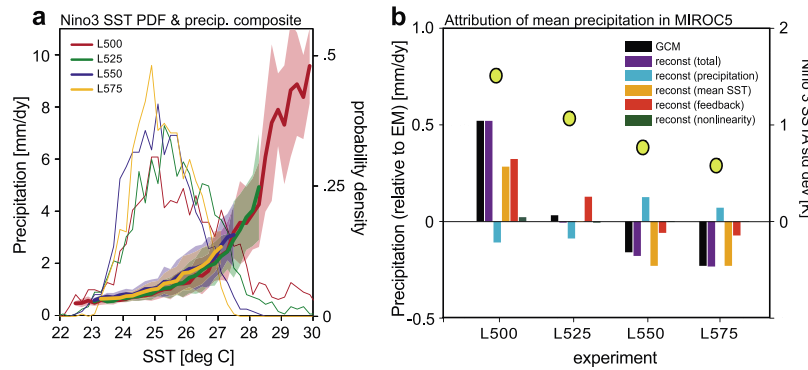 a
Nino3 SST PDF & precip. composite
L500
L525
L550
L575
10
8
6
4
2
0
Precipitation [mm/dy]
.5
.25
0
probability density
22 23 24 25 26 27 28 29 30
SST [deg C]
b
Attribution of mean precipitation in MIROC5
GCM
reconst (total)
reconst (precipitation)
reconst (mean SST)
reconst (feedback)
reconst (nonlinearity)
1.0
0.5
0
-0.5
Precipitation (relative to EM) [mm/dy]
2
1
0
L500 L525 L550 L575
experiment